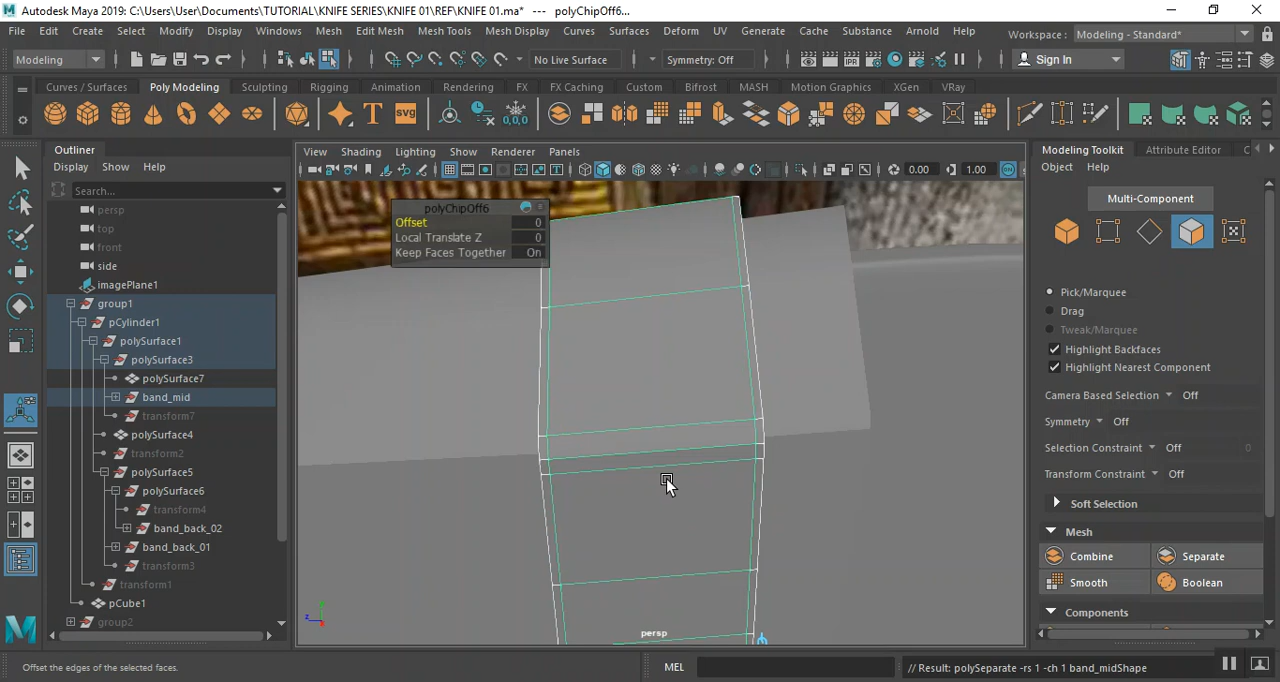 Autodesk Maya 2019: C:\Users\User\Documents\TUTORIAL\KNIFE SERIES\KNIFE 01\REF\KNIFE 01.ma* --- polyChipOff6...
File Edit Create Select Modify Display Windows Mesh Edit Mesh Mesh Tools Mesh Display Curves Surfaces Deform UV Generate Cache Substance Arnold Help Workspace : Modeling - Standard*
Modeling No Live Surface Symmetry: Off Sign In
Curves / Surfaces Poly Modeling Sculpting Rigging Animation Rendering FX FX Caching Custom Bifrost MASH Motion Graphics XGen VRay
T SVG 0,0,0
Outliner
Display Show Help
Search...
persp
top
front
side
imagePlane1
group1
pCylinder1
polySurface1
polySurface3
polySurface7
band_mid
transform7
polySurface4
transform2
polySurface5
polySurface6
transform4
band_back_02
band_back_01
transform3
transform1
pCube1
group2
View Shading Lighting Show Renderer Panels
0.00 1.00
polyChipOff6
Offset 0
Local Translate Z 0
Keep Faces Together On
persp
Modeling Toolkit Attribute Editor C
Object Help
Multi-Component
Pick/Marquee
Drag
Tweak/Marquee
Highlight Backfaces
Highlight Nearest Component
Camera Based Selection Off
Symmetry Off
Selection Constraint Off 0
Transform Constraint Off
Soft Selection
Mesh
Combine Separate
Smooth Boolean
Components
Offset the edges of the selected faces. MEL // Result: polySeparate -rs 1 -ch 1 band_midShape